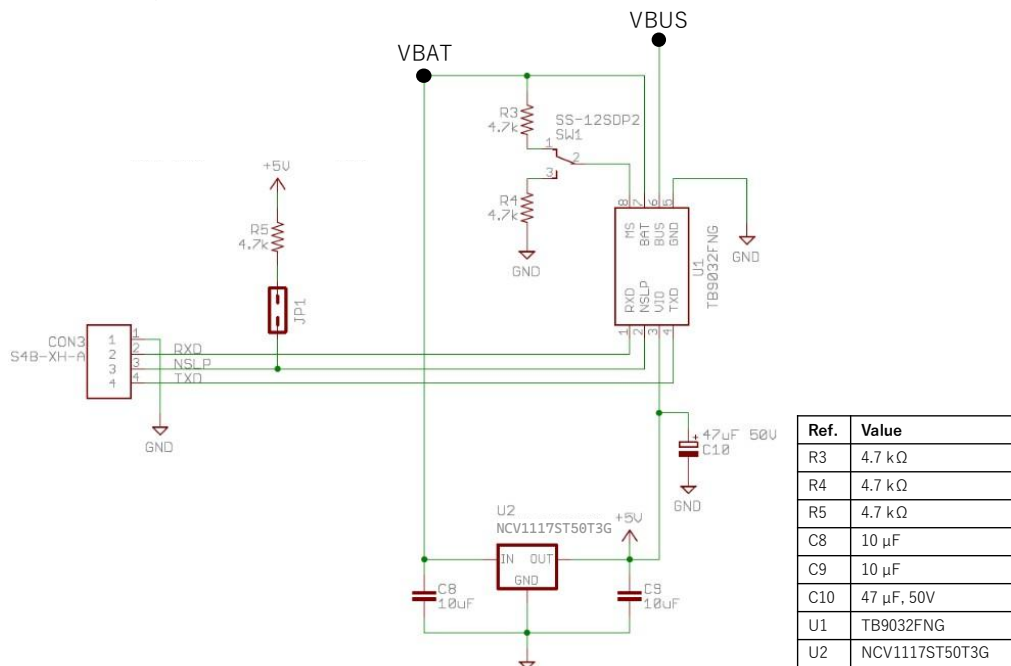 VBUS
VBAT
R3
4.7k
SS-12SDP2
SW1
1
2
3
R4
4.7k
GND
+5V
R5
4.7k
JP1
8
7
6
5
MS
BAT
BUS
GND
U1
TB9032FNG
RXD
NSLP
VIO
TXD
1
2
3
4
GND
CON3
S4B-XH-A
1
2
3
4
1
2
3
4
RXD
NSLP
TXD
GND
+
47uF 50V
C10
GND
U2
NCV1117ST50T3G
+5V
IN
OUT
GND
C8
10uF
C9
10uF
Ref. Value
R3 4.7 kΩ
R4 4.7 kΩ
R5 4.7 kΩ
C8 10 μF
C9 10 μF
C10 47 μF, 50V
U1 TB9032FNG
U2 NCV1117ST50T3G